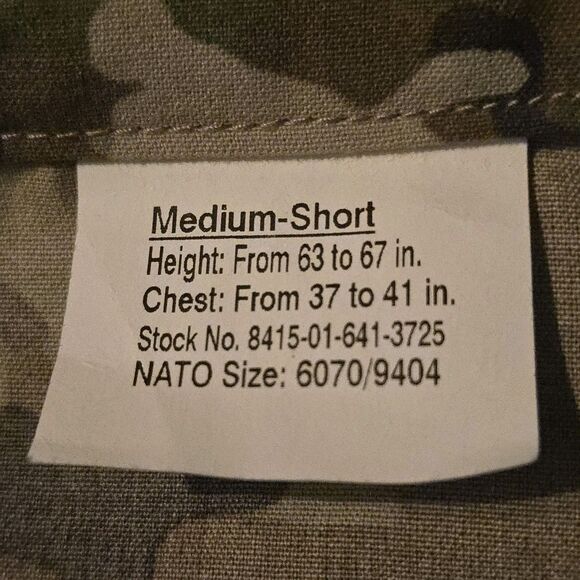 Medium-Short
Height: From 63 to 67 in.
Chest: From 37 to 41 in.
Stock No. 8415-01-641-3725
NATO Size: 6070/9404